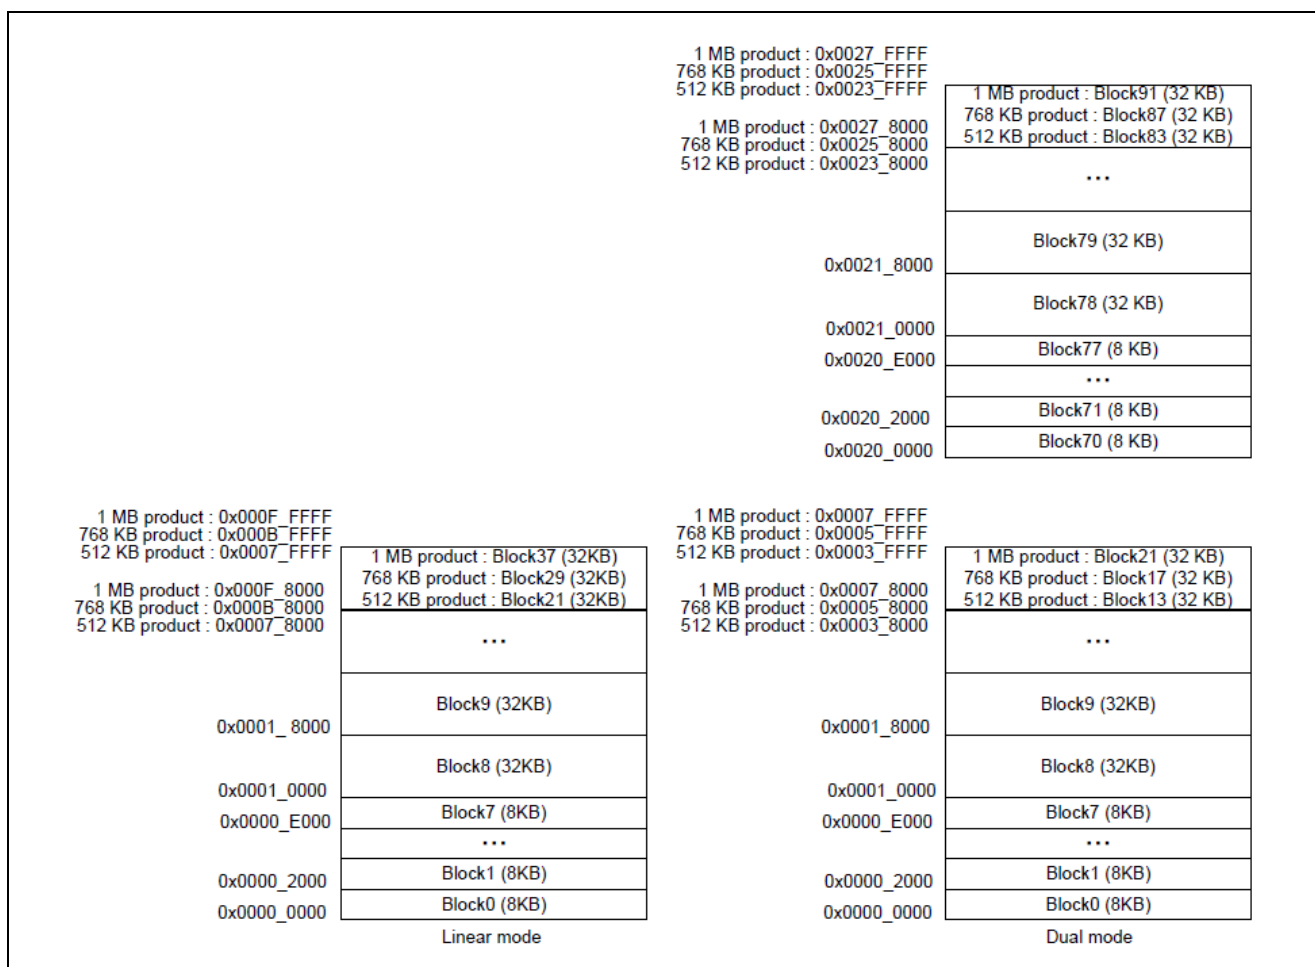 1 MB product : 0x0027_FFFF
768 KB product : 0x0025_FFFF
512 KB product : 0x0023_FFFF
1 MB product : Block91 (32 KB)
768 KB product : Block87 (32 KB)
512 KB product : Block83 (32 KB)
1 MB product : 0x0027_8000
768 KB product : 0x0025_8000
512 KB product : 0x0023_8000
...
Block79 (32 KB)
0x0021_8000
Block78 (32 KB)
0x0021_0000
Block77 (8 KB)
0x0020_E000
...
Block71 (8 KB)
0x0020_2000
Block70 (8 KB)
0x0020_0000
1 MB product : 0x000F_FFFF
768 KB product : 0x000B_FFFF
512 KB product : 0x0007_FFFF
1 MB product : Block37 (32KB)
768 KB product : Block29 (32KB)
512 KB product : Block21 (32KB)
1 MB product : 0x000F_8000
768 KB product : 0x000B_8000
512 KB product : 0x0007_8000
...
Block9 (32KB)
0x0001_ 8000
Block8 (32KB)
0x0001_0000
Block7 (8KB)
0x0000_E000
...
Block1 (8KB)
0x0000_2000
Block0 (8KB)
0x0000_0000
Linear mode
1 MB product : 0x0007_FFFF
768 KB product : 0x0005_FFFF
512 KB product : 0x0003_FFFF
1 MB product : Block21 (32 KB)
768 KB product : Block17 (32 KB)
512 KB product : Block13 (32 KB)
1 MB product : 0x0007_8000
768 KB product : 0x0005_8000
512 KB product : 0x0003_8000
...
Block9 (32KB)
0x0001_8000
Block8 (32KB)
0x0001_0000
Block7 (8KB)
0x0000_E000
...
Block1 (8KB)
0x0000_2000
Block0 (8KB)
0x0000_0000
Dual mode